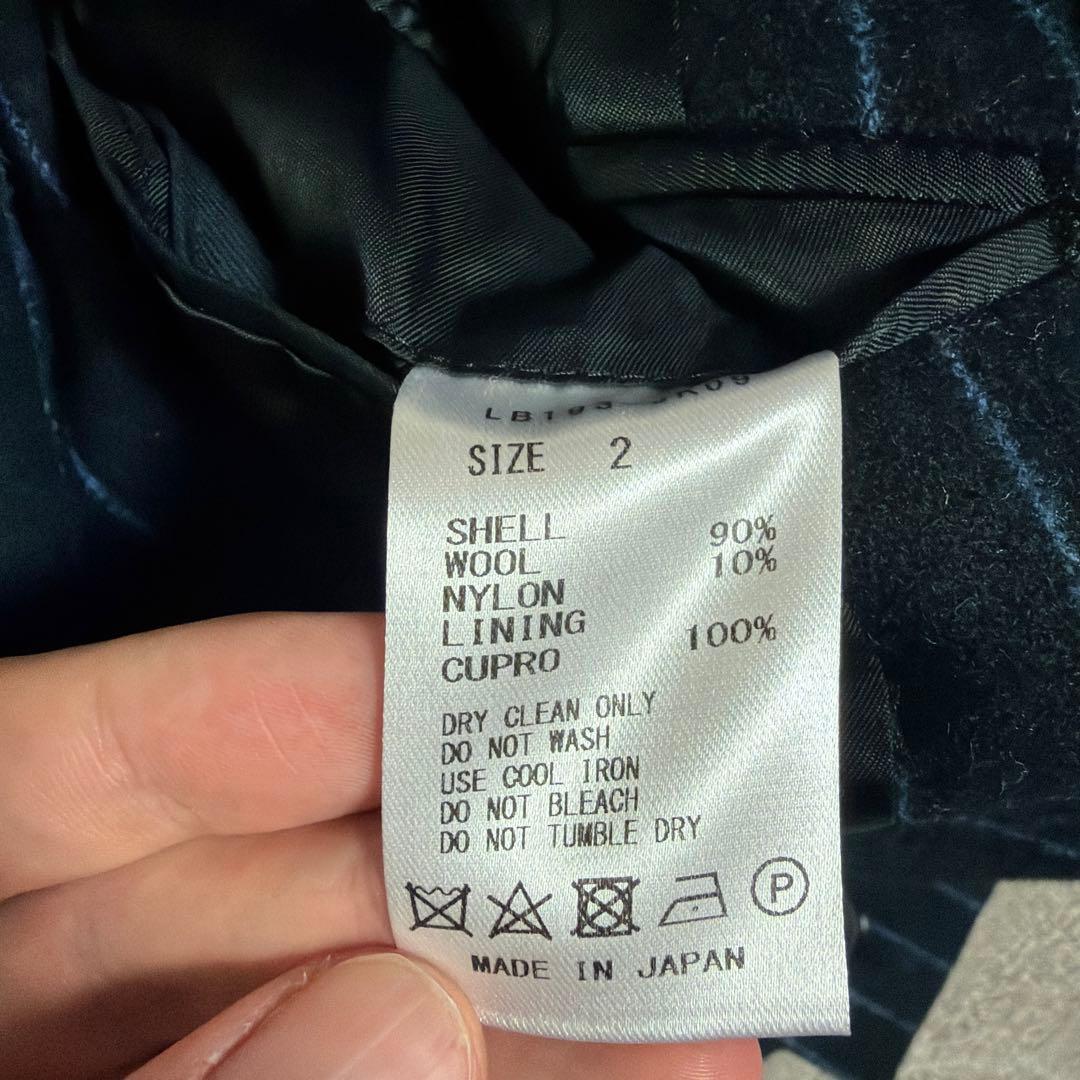 SIZE 2
SHELL 90%
WOOL 10%
NYLON
LINING 100%
CUPRO
DRY CLEAN ONLY
DO NOT WASH
USE COOL IRON
DO NOT BLEACH
DO NOT TUMBLE DRY
P
MADE IN JAPAN